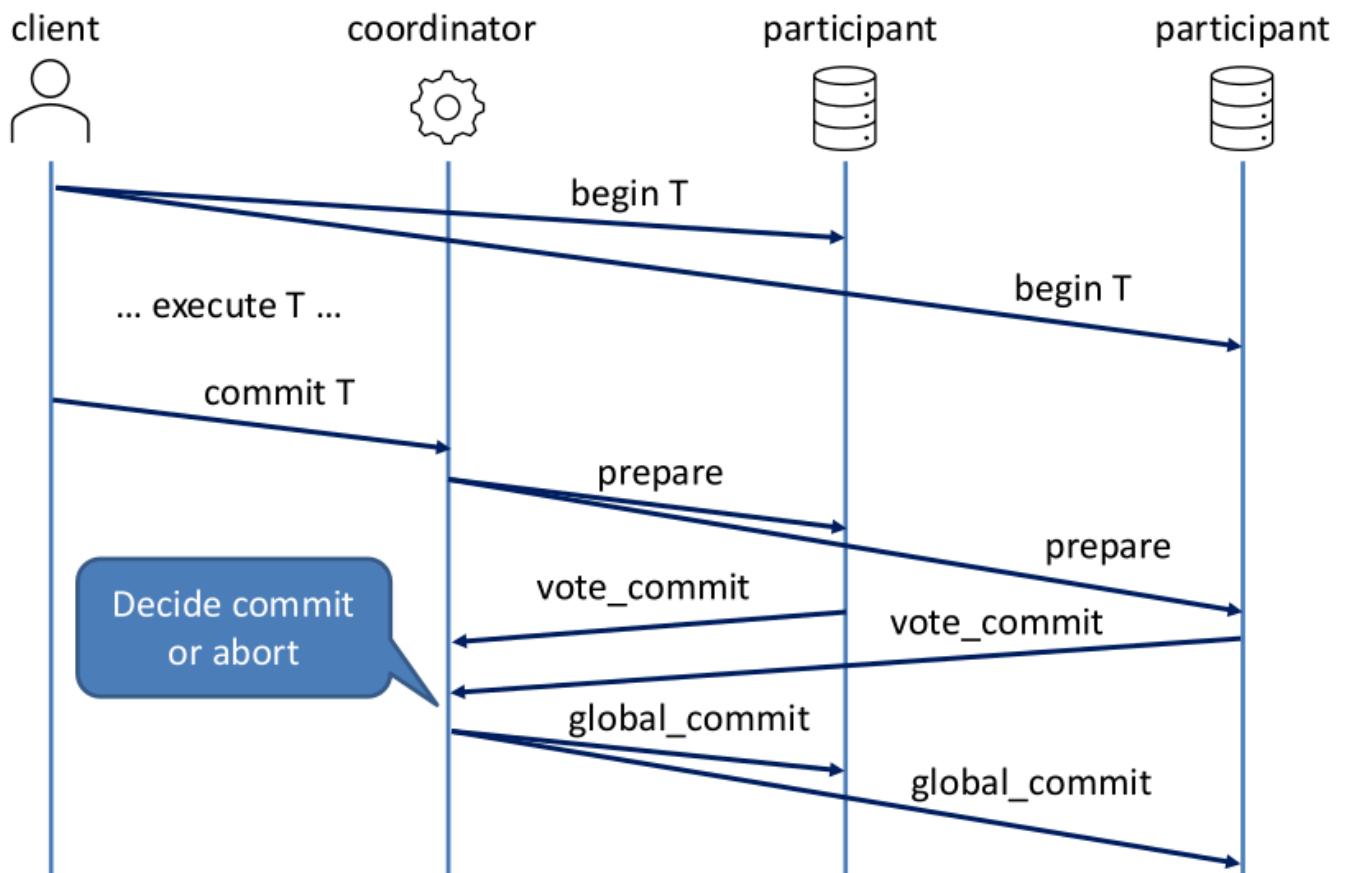 client
coordinator
participant
participant
begin T
begin T
... execute T ...
commit T
prepare
prepare
vote_commit
Decide commit
or abort
vote_commit
global_commit
global_commit